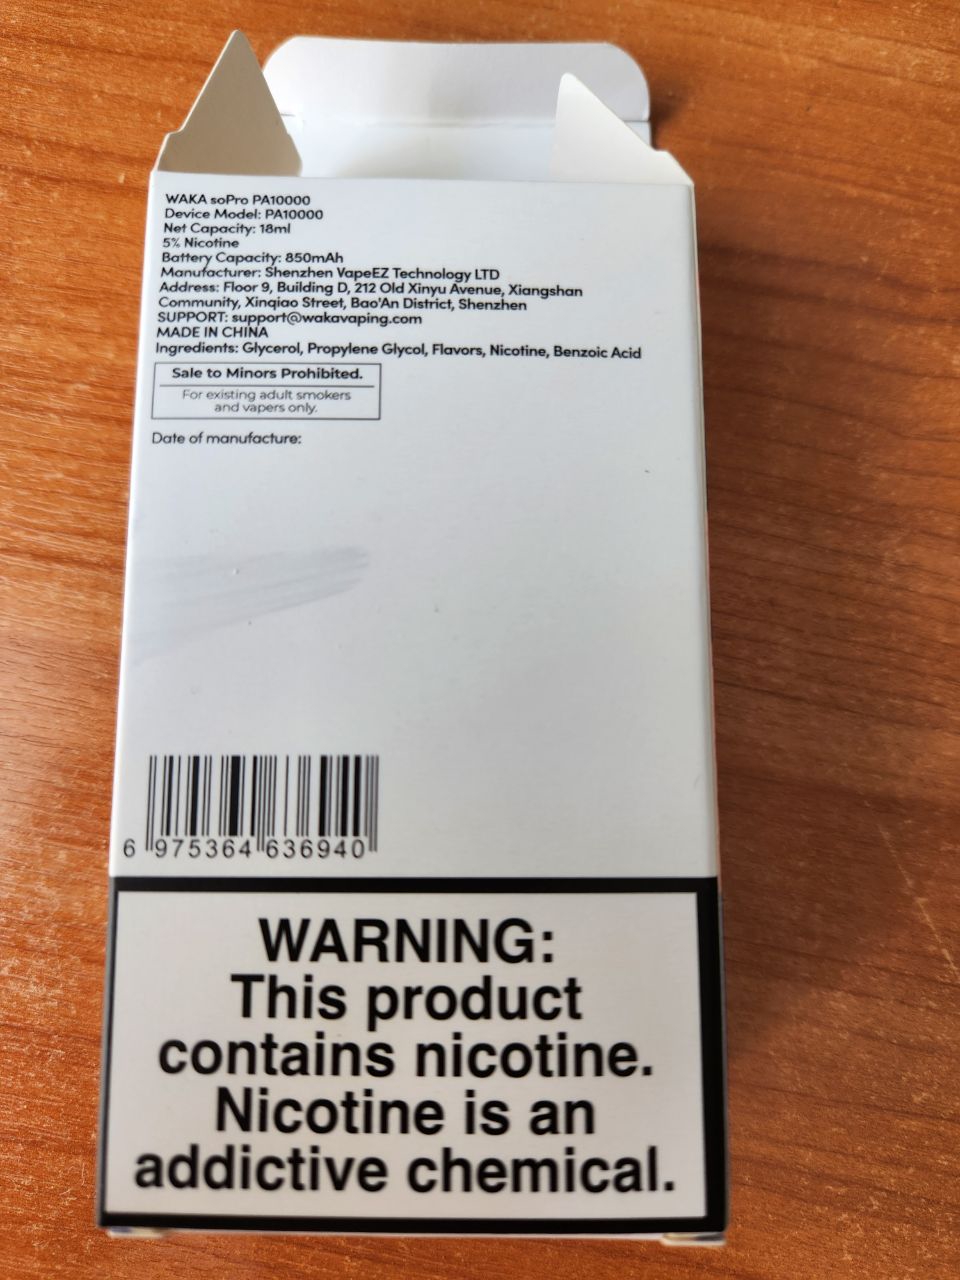 WAKA soPro PA10000
Device Model: PA10000
Net Capacity: 18ml
5% Nicotine
Battery Capacity: 850mAh
Manufacturer: Shenzhen VapeEZ Technology LTD
Address: Floor 9, Building D, 212 Old Xinyu Avenue, Xiangshan
Community, Xinqiao Street, Bao'An District, Shenzhen
SUPPORT: support@wakavaping.com
MADE IN CHINA
Ingredients: Glycerol, Propylene Glycol, Flavors, Nicotine, Benzoic Acid
Sale to Minors Prohibited.
For existing adult smokers
and vapers only.
Date of manufacture:
6 975364 636940
WARNING:
This product
contains nicotine.
Nicotine is an
addictive chemical.